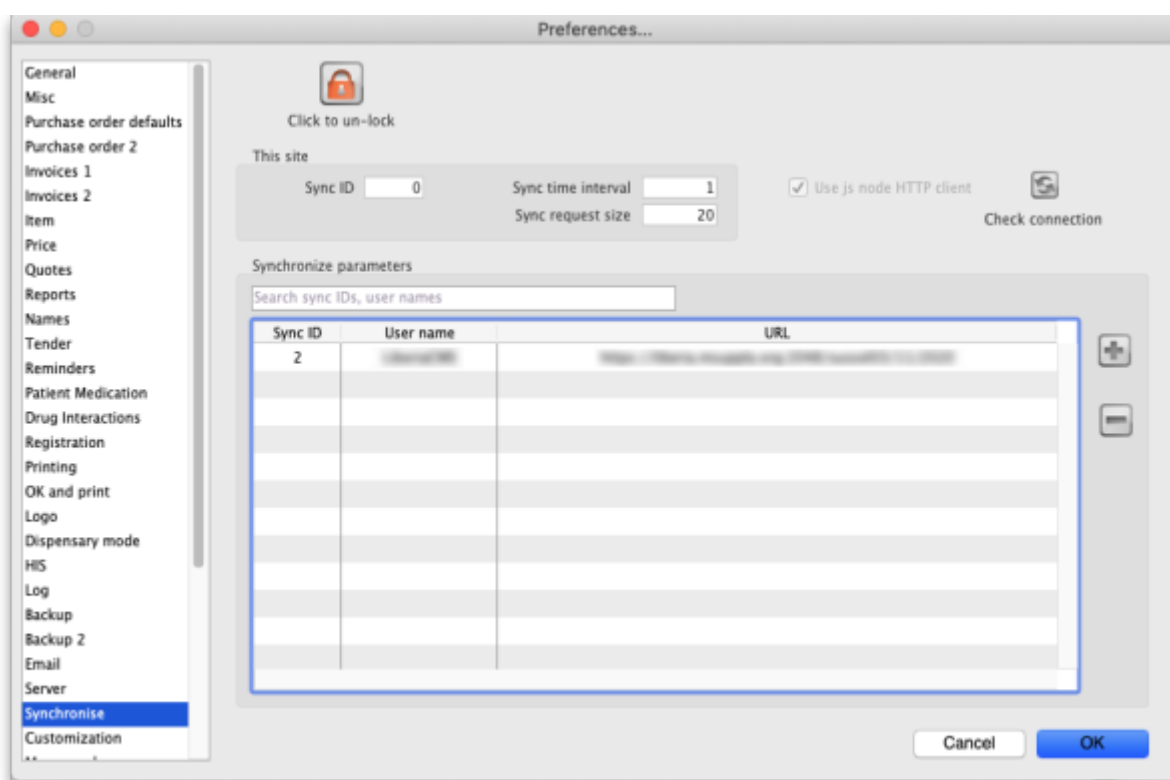 Preferences...
General
Misc
Purchase order defaults
Purchase order 2
Invoices 1
Invoices 2
Item
Price
Quotes
Reports
Names
Tender
Reminders
Patient Medication
Drug Interactions
Registration
Printing
OK and print
Logo
Dispensary mode
HIS
Log
Backup
Backup 2
Email
Server
Synchronise
Customization
Click to un-lock
This site
Sync ID 0 Sync time interval 1 Use js node HTTP client
Sync request size 20 Check connection
Synchronize parameters
Search sync IDs, user names
Sync ID User name URL
2
Cancel OK